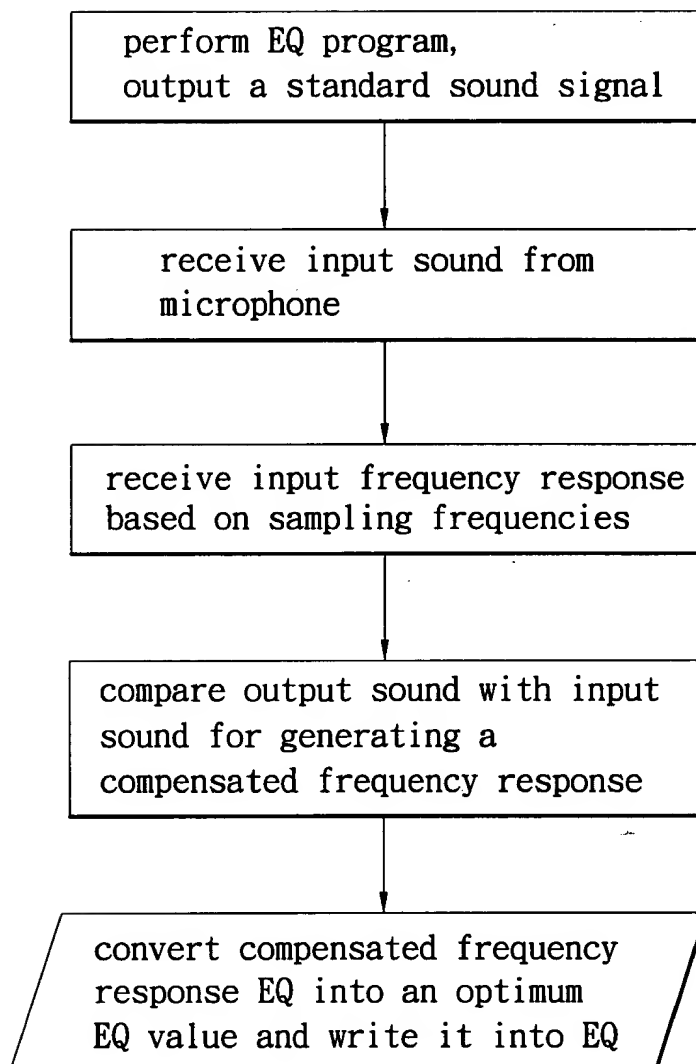 perform EQ program,
output a standard sound signal
receive input sound from
microphone
receive input frequency response
based on sampling frequencies
compare output sound with input
sound for generating a
compensated frequency response
convert compensated frequency
response EQ into an optimum
EQ value and write it into EQ